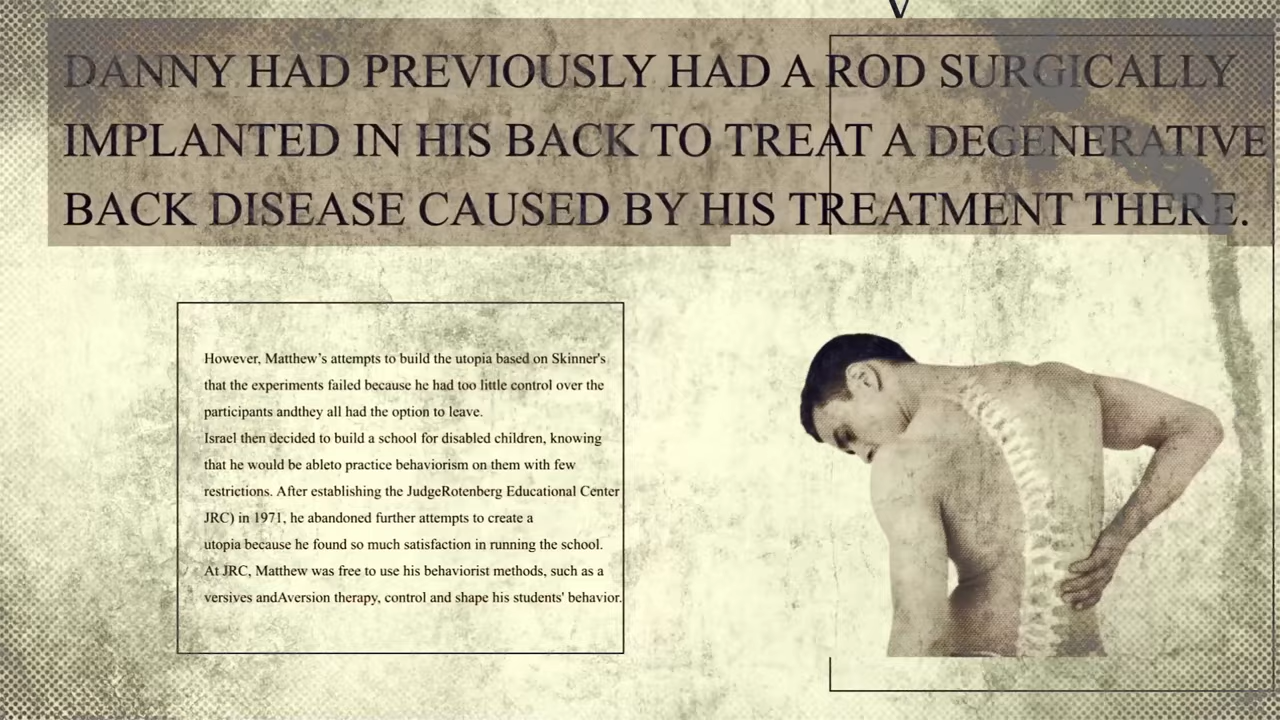 DANNY HAD PREVIOUSLY HAD A ROD SURGICALLY
IMPLANTED IN HIS BACK TO TREAT A DEGENERATIVE
BACK DISEASE CAUSED BY HIS TREATMENT THERE.
However, Matthew's attempts to build the utopia based on Skinner's
that the experiments failed because he had too little control over the
participants andthey all had the option to leave.
Israel then decided to build a school for disabled children, knowing
that he would be ableto practice behaviorism on them with few
restrictions. After establishing the JudgeRotenberg Educational Center
JRC) in 1971, he abandoned further attempts to create a
utopia because he found so much satisfaction in running the school.
At JRC, Matthew was free to use his behaviorist methods, such as a
versives andAversion therapy, control and shape his students' behavior.